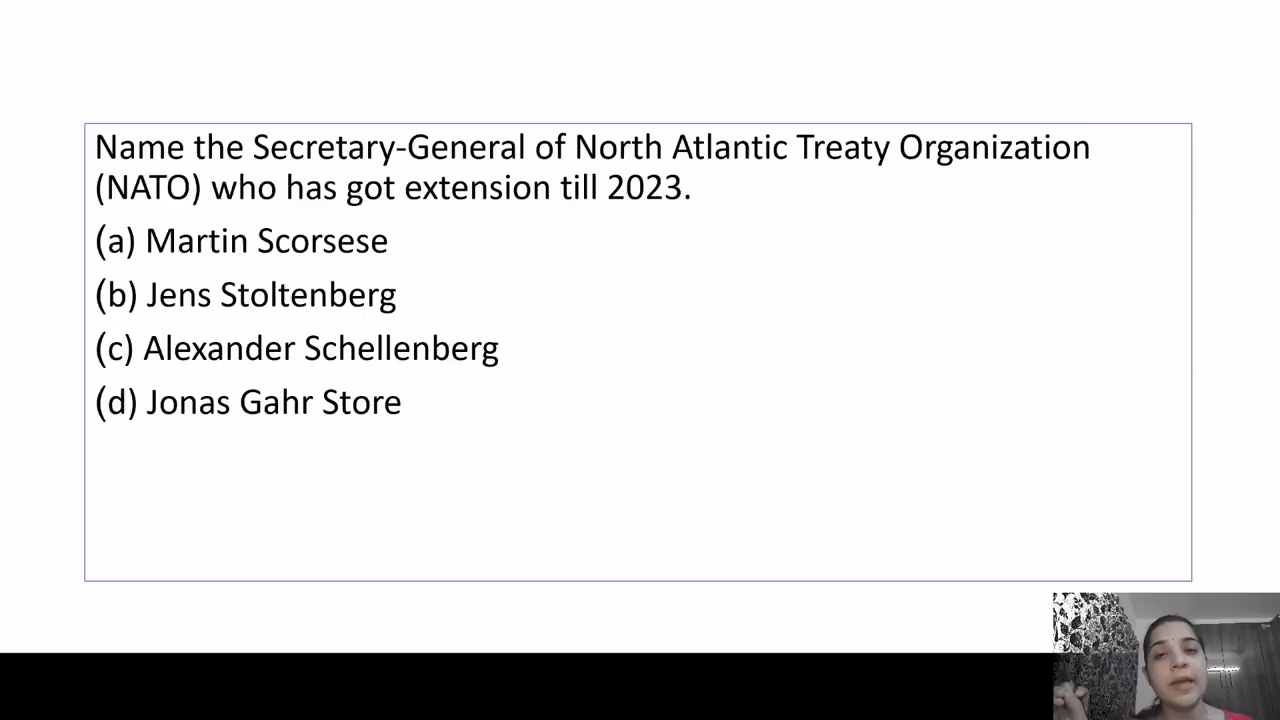 Name the Secretary-General of North Atlantic Treaty Organization
(NATO) who has got extension till 2023.
(a) Martin Scorsese
(b) Jens Stoltenberg
(c) Alexander Schellenberg
(d) Jonas Gahr Store